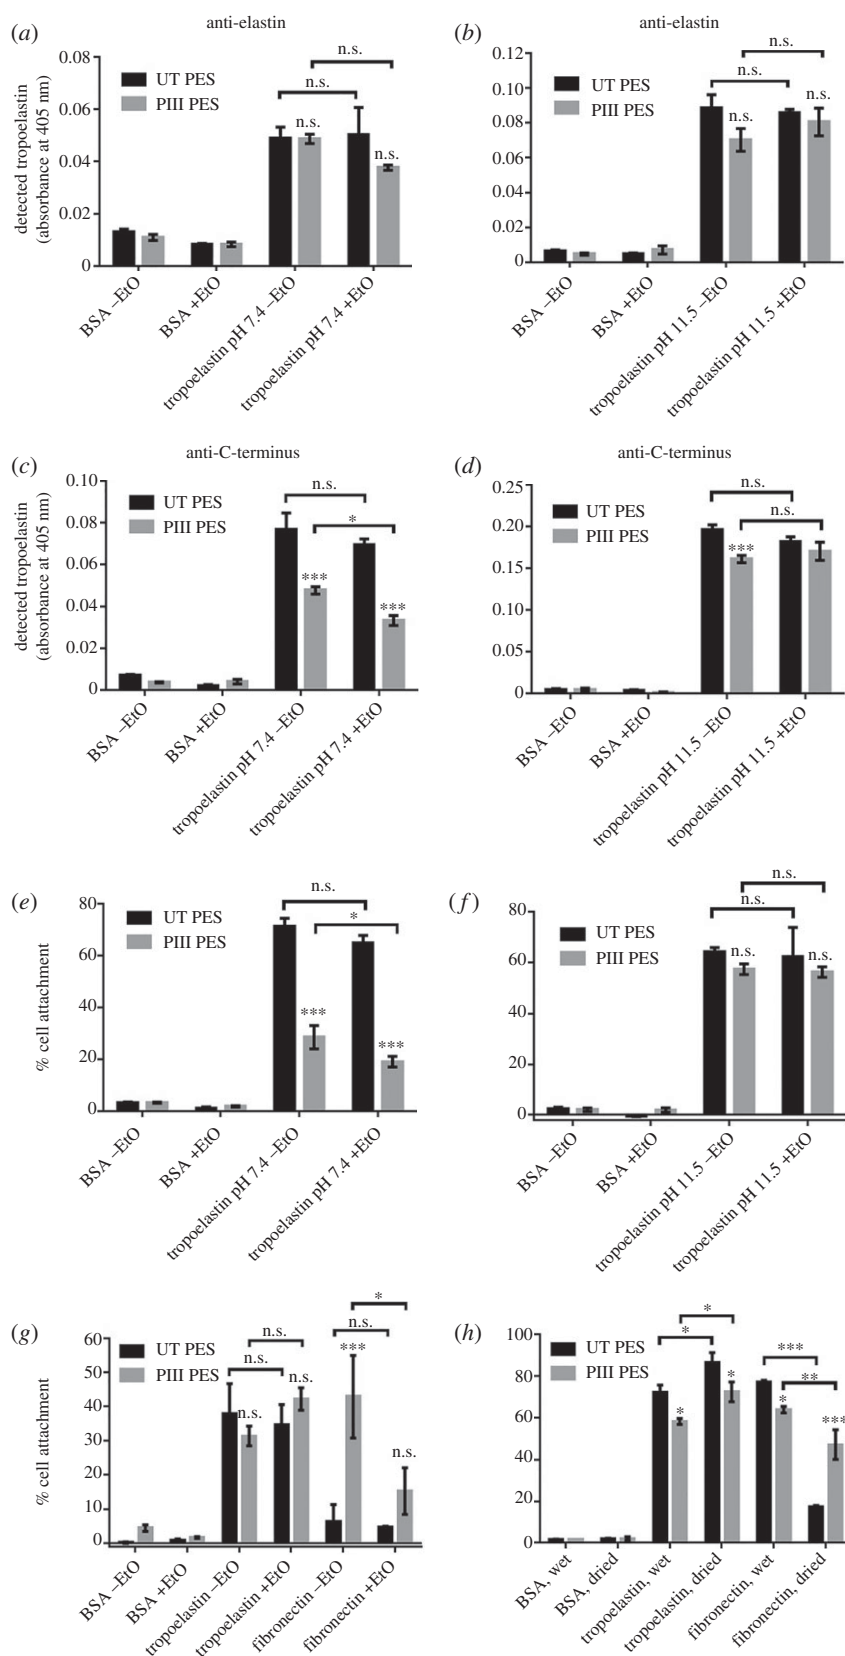 (a)
anti-elastin
0.08
0.06
0.04
0.02
0
detected tropoelastin
(absorbance at 405 nm)
UT PES
PIII PES
n.s.
n.s.
n.s.
n.s.
BSA –EtO
BSA +EtO
tropoelastin pH 7.4 –EtO
tropoelastin pH 7.4 +EtO
(b)
anti-elastin
0.12
0.10
0.08
0.06
0.04
0.02
0
UT PES
PIII PES
n.s.
n.s.
n.s.
n.s.
BSA –EtO
BSA +EtO
tropoelastin pH 11.5 –EtO
tropoelastin pH 11.5 +EtO
(c)
anti-C-terminus
0.10
0.08
0.06
0.04
0.02
0
detected tropoelastin
(absorbance at 405 nm)
UT PES
PIII PES
n.s.
*
***
***
BSA –EtO
BSA +EtO
tropoelastin pH 7.4 –EtO
tropoelastin pH 7.4 +EtO
(d)
anti-C-terminus
0.25
0.20
0.15
0.10
0.05
0
UT PES
PIII PES
n.s.
n.s.
***
BSA –EtO
BSA +EtO
tropoelastin pH 11.5 –EtO
tropoelastin pH 11.5 +EtO
(e)
80
60
40
20
0
% cell attachment
UT PES
PIII PES
n.s.
*
***
***
BSA –EtO
BSA +EtO
tropoelastin pH 7.4 –EtO
tropoelastin pH 7.4 +EtO
(f)
80
60
40
20
0
UT PES
PIII PES
n.s.
n.s.
n.s.
n.s.
BSA –EtO
BSA +EtO
tropoelastin pH 11.5 –EtO
tropoelastin pH 11.5 +EtO
(g)
60
50
40
30
20
10
0
% cell attachment
UT PES
PIII PES
*
n.s.
n.s.
n.s.
***
n.s.
n.s.
BSA –EtO
BSA +EtO
tropoelastin –EtO
tropoelastin +EtO
fibronectin –EtO
fibronectin +EtO
(h)
100
80
60
40
20
0
UT PES
PIII PES
*
*
***
**
*
*
*
***
BSA, wet
BSA, dried
tropoelastin, wet
tropoelastin, dried
fibronectin, wet
fibronectin, dried